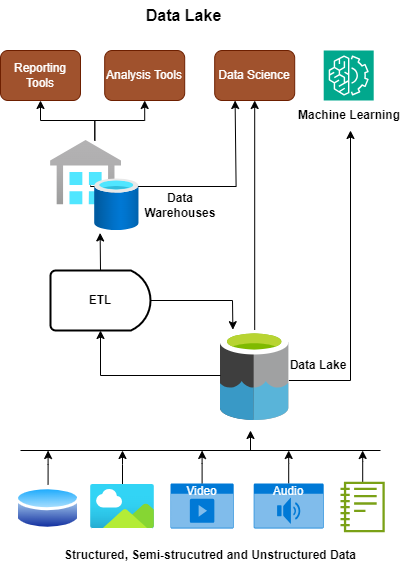 Data Lake
Reporting
Tools
Analysis Tools
Data Science
Machine Learning
Data
Warehouses
ETL
Data Lake
Video
Audio
Structured, Semi-strucutred and Unstructured Data